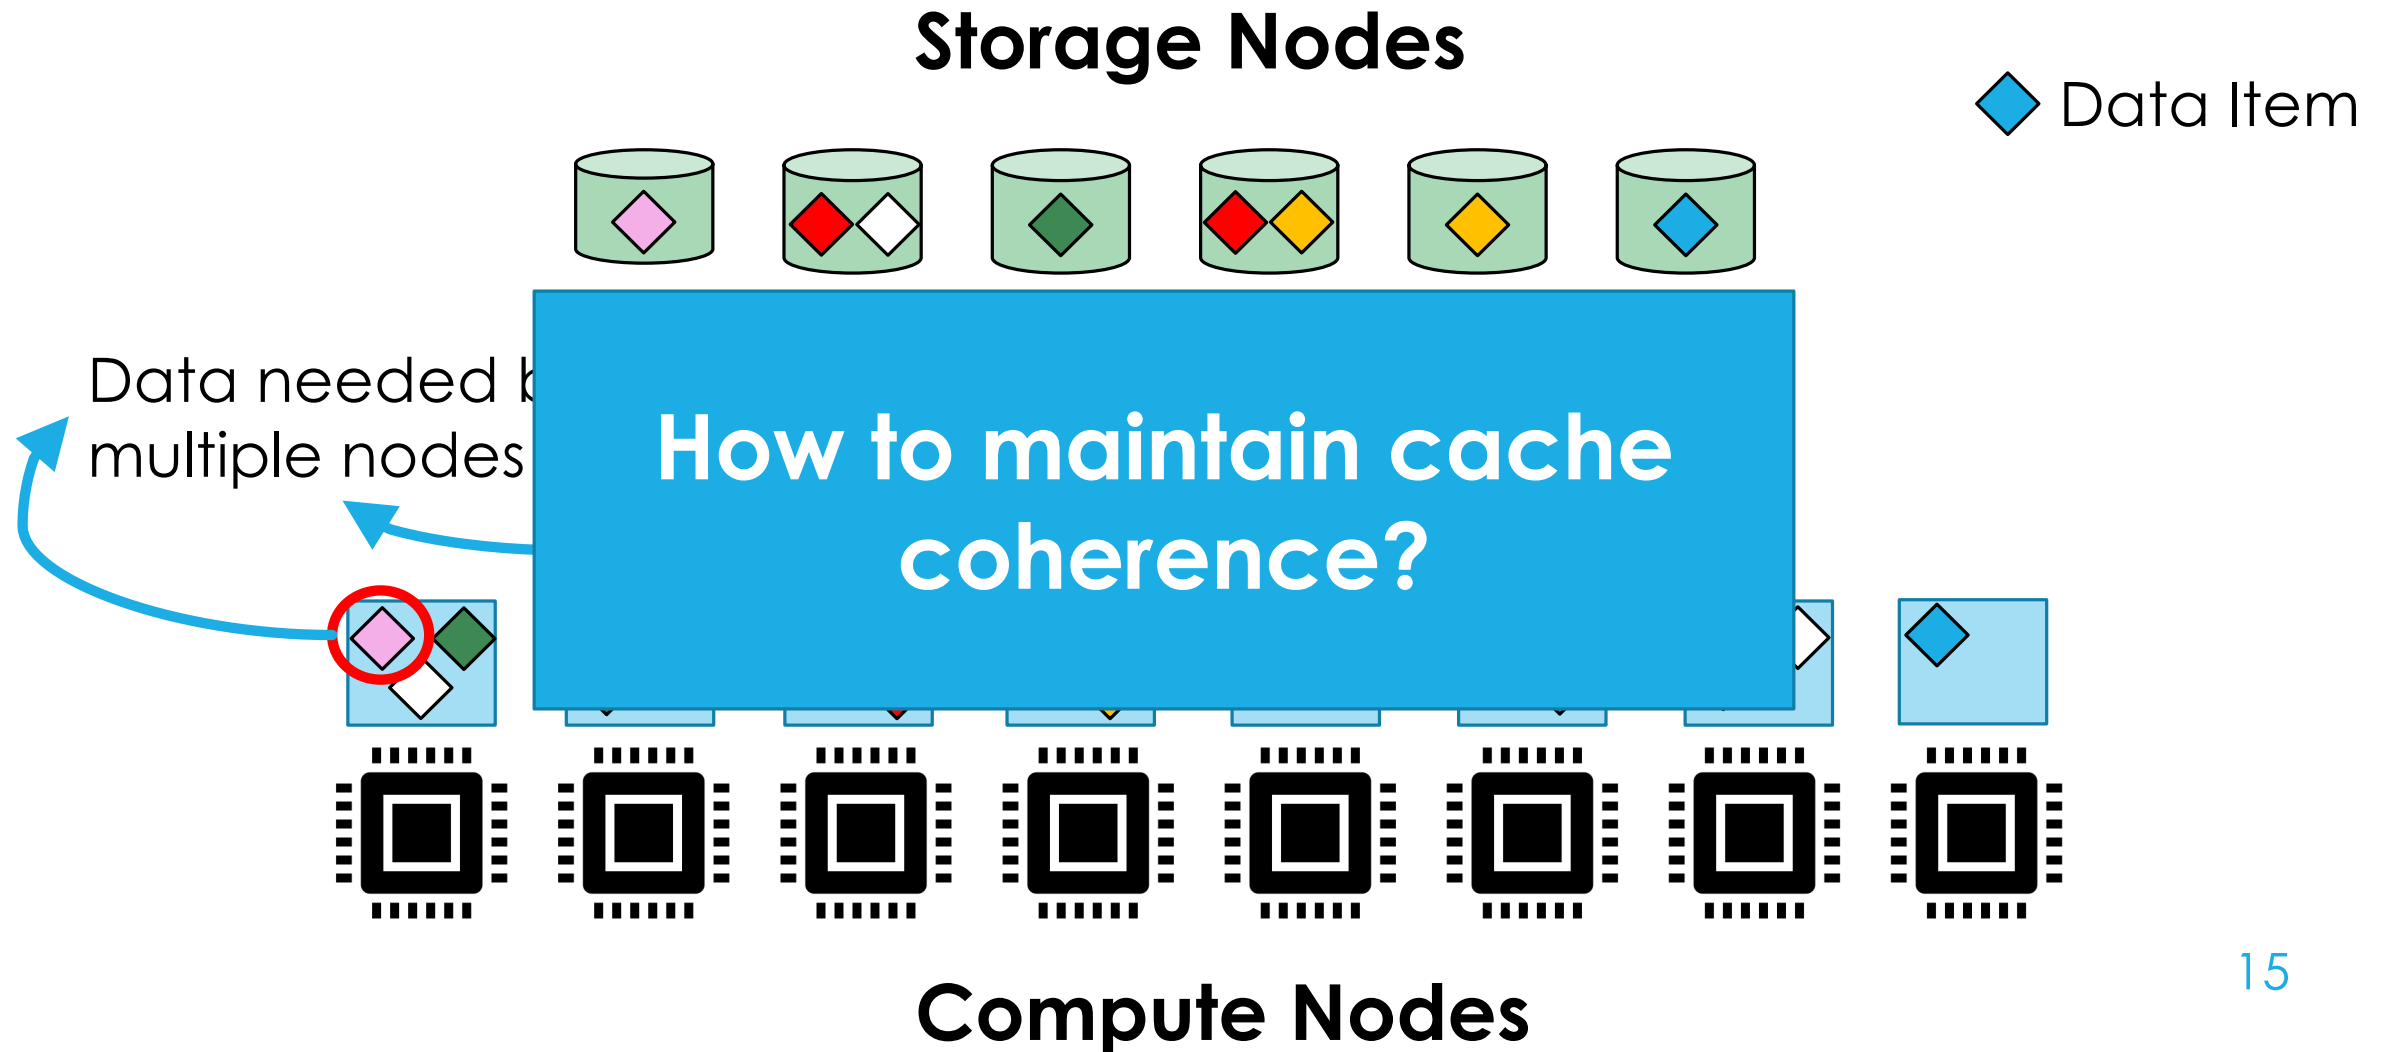 Storage Nodes
Data Item
Data needed
multiple nodes
How to maintain cache
coherence?
Compute Nodes
15